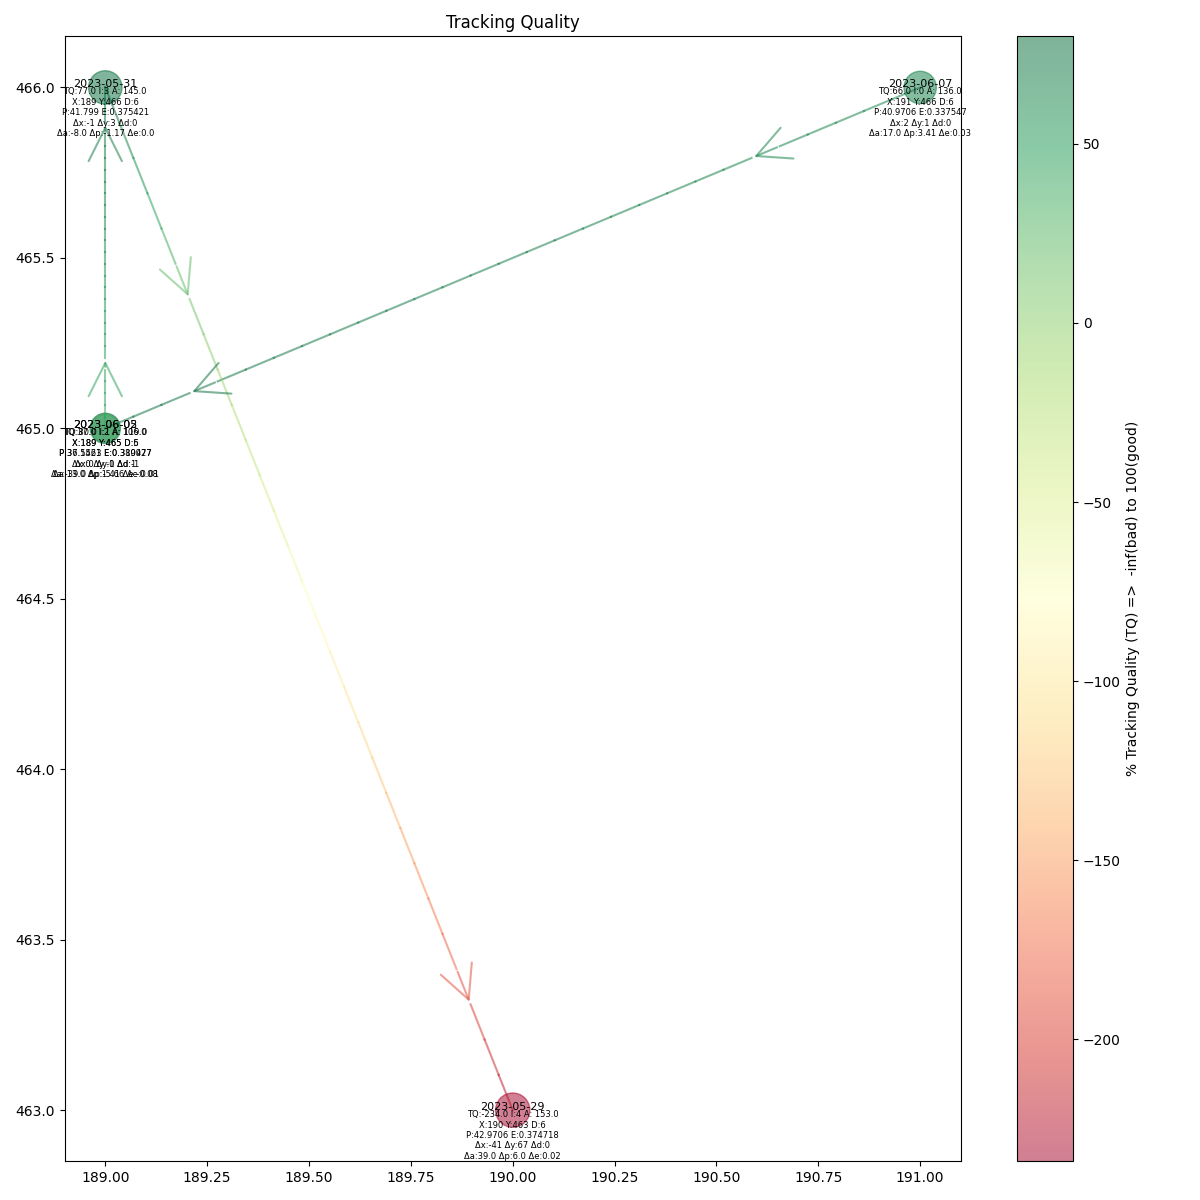 Tracking Quality
466.0
465.5
465.0
464.5
464.0
463.5
463.0
189.00 189.25 189.50 189.75 190.00 190.25 190.50 190.75 191.00
2023-05-31
TQ:77.0 I:3 A: 145.0
X:189 Y:466 D:6
P:41.799 E:0.375421
Δx:-1 Δy:3 Δd:0
Δa:-8.0 Δp:-1.17 Δe:0.0
2023-06-07
TQ:66.0 I:0 A: 136.0
X:191 Y:466 D:6
P:40.9706 E:0.337547
Δx:2 Δy:1 Δd:0
Δa:17.0 Δp:3.41 Δe:0.03
X:189 Y:465
2023-05-29
TQ:-234.0 I:4 A: 153.0
X:190 Y:463 D:6
P:42.9706 E:0.374718
Δx:-41 Δy:67 Δd:0
Δa:39.0 Δp:6.0 Δe:0.02
50
0
−50
−100
−150
−200
% Tracking Quality (TQ) => -inf(bad) to 100(good)